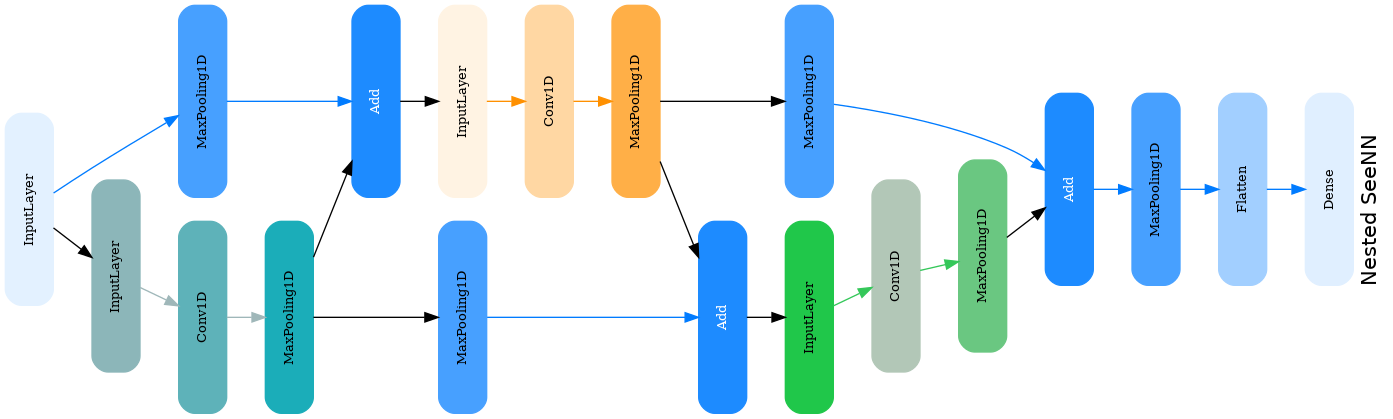 InputLayer
InputLayer
MaxPooling1D
Conv1D
MaxPooling1D
Add
InputLayer
MaxPooling1D
Conv1D
MaxPooling1D
Add
MaxPooling1D
InputLayer
Conv1D
MaxPooling1D
Add
MaxPooling1D
Flatten
Dense
Nested SeeNN